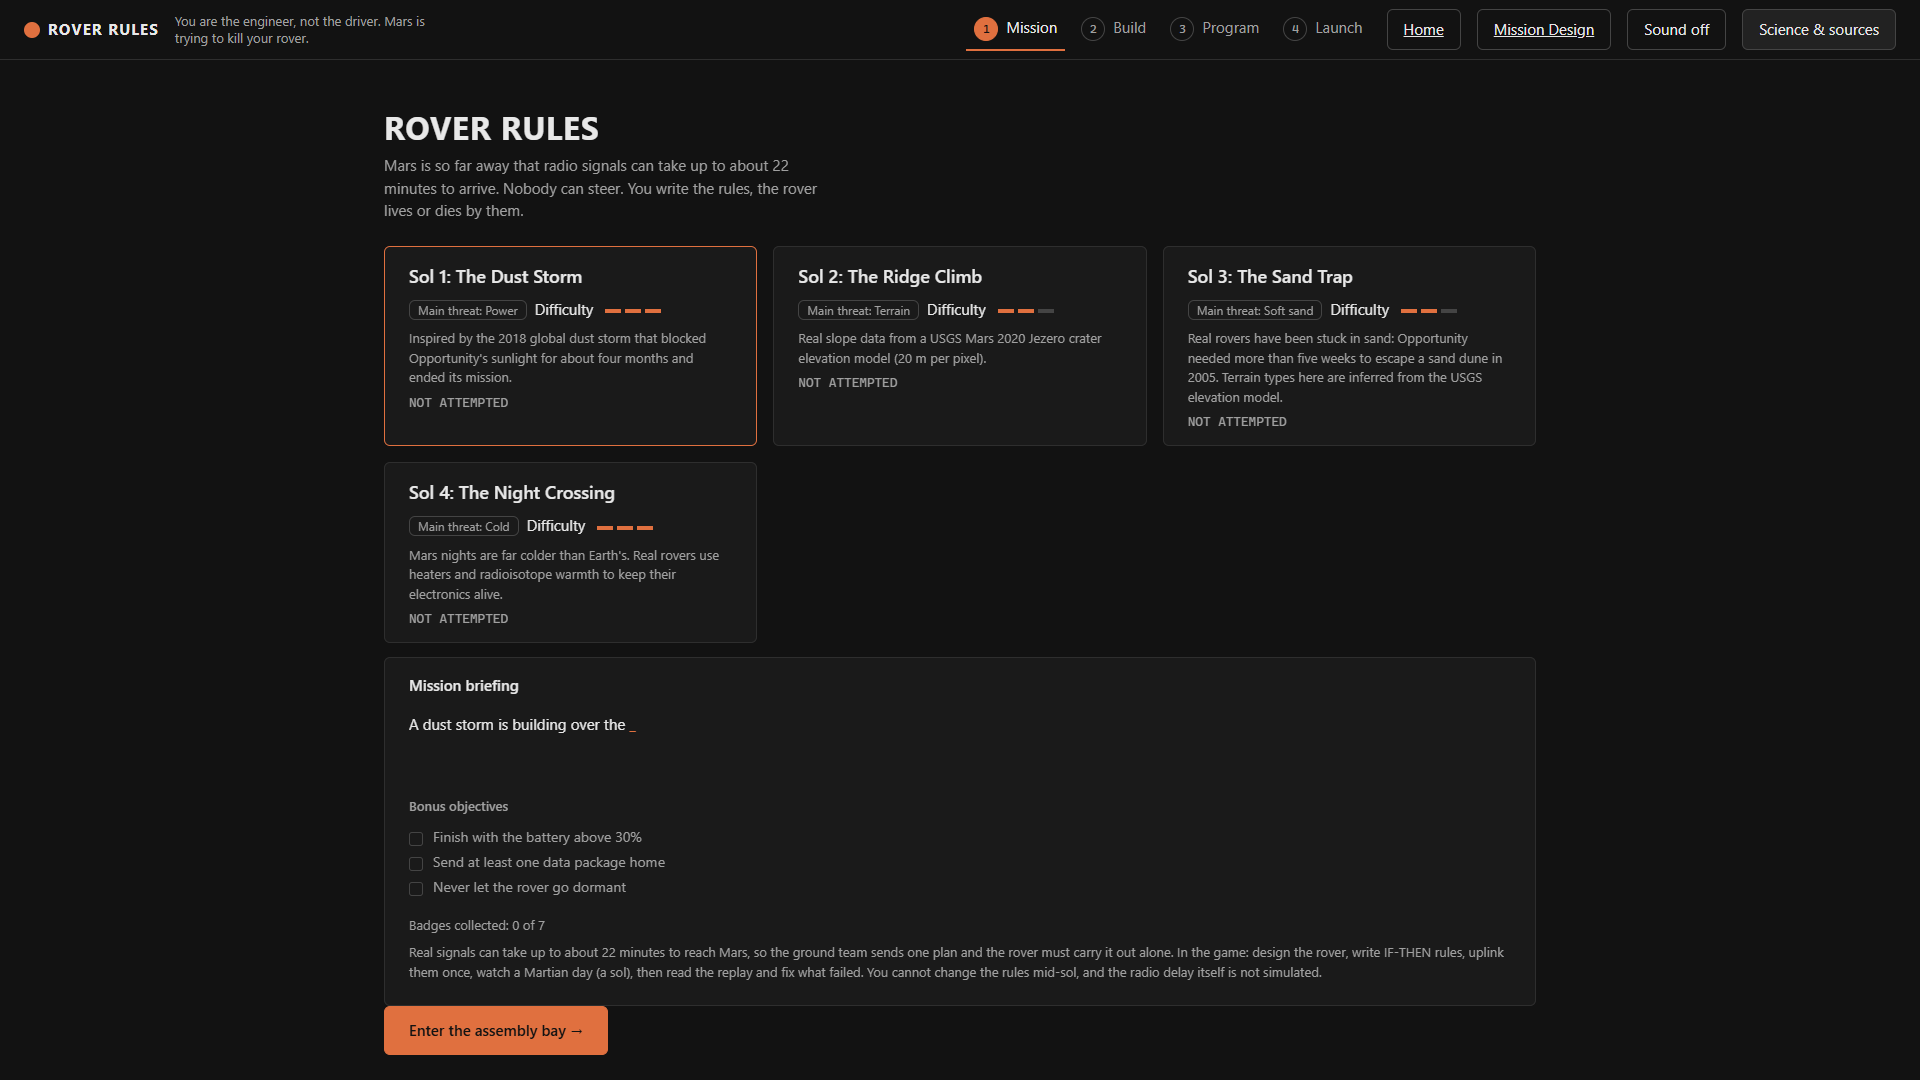 ROVER RULES
You are the engineer, not the driver. Mars is
trying to kill your rover.
1 Mission
2 Build
3 Program
4 Launch
Home
Mission Design
Sound off
Science & sources
ROVER RULES
Mars is so far away that radio signals can take up to about 22
minutes to arrive. Nobody can steer. You write the rules, the rover
lives or dies by them.
Sol 1: The Dust Storm
Main threat: Power Difficulty
Inspired by the 2018 global dust storm that blocked
Opportunity's sunlight for about four months and
ended its mission.
NOT ATTEMPTED
Sol 2: The Ridge Climb
Main threat: Terrain Difficulty
Real slope data from a USGS Mars 2020 Jezero crater
elevation model (20 m per pixel).
NOT ATTEMPTED
Sol 3: The Sand Trap
Main threat: Soft sand Difficulty
Real rovers have been stuck in sand: Opportunity
needed more than five weeks to escape a sand dune in
2005. Terrain types here are inferred from the USGS
elevation model.
NOT ATTEMPTED
Sol 4: The Night Crossing
Main threat: Cold Difficulty
Mars nights are far colder than Earth's. Real rovers use
heaters and radioisotope warmth to keep their
electronics alive.
NOT ATTEMPTED
Mission briefing
A dust storm is building over the _
Bonus objectives
Finish with the battery above 30%
Send at least one data package home
Never let the rover go dormant
Badges collected: 0 of 7
Real signals can take up to about 22 minutes to reach Mars, so the ground team sends one plan and the rover must carry it out alone. In the game: design the rover, write IF-THEN rules, uplink
them once, watch a Martian day (a sol), then read the replay and fix what failed. You cannot change the rules mid-sol, and the radio delay itself is not simulated.
Enter the assembly bay →